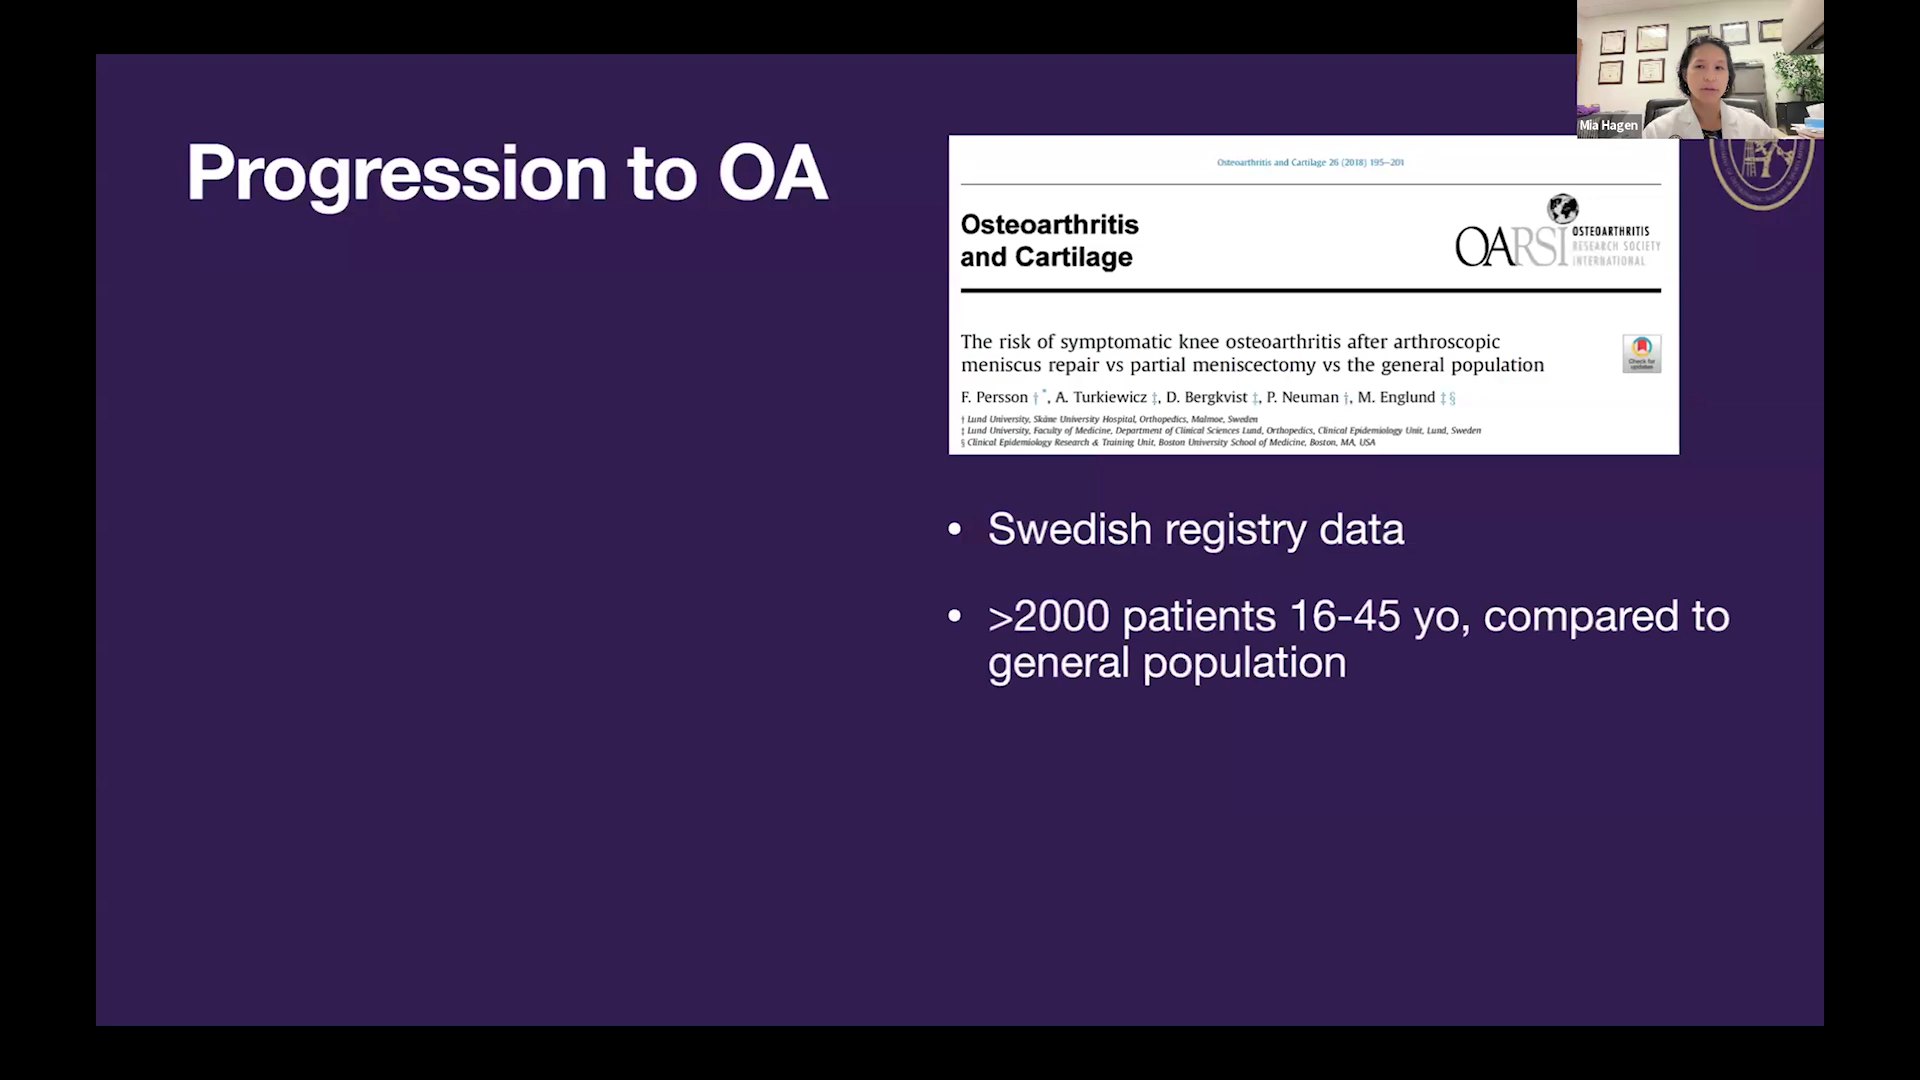 Mia Hagen
Progression to OA
Osteoarthritis and Cartilage 26 (2018) 195–201
Osteoarthritis
and Cartilage
OARSI OSTEOARTHRITIS
RESEARCH SOCIETY
INTERNATIONAL
The risk of symptomatic knee osteoarthritis after arthroscopic
meniscus repair vs partial meniscectomy vs the general population
Check for
updates
F. Persson † *, A. Turkiewicz ‡, D. Bergkvist ‡, P. Neuman †, M. Englund ‡ §
† Lund University, Skåne University Hospital, Orthopedics, Malmoe, Sweden
‡ Lund University, Faculty of Medicine, Department of Clinical Sciences Lund, Orthopedics, Clinical Epidemiology Unit, Lund, Sweden
§ Clinical Epidemiology Research & Training Unit, Boston University School of Medicine, Boston, MA, USA
• Swedish registry data
• >2000 patients 16-45 yo, compared to
general population